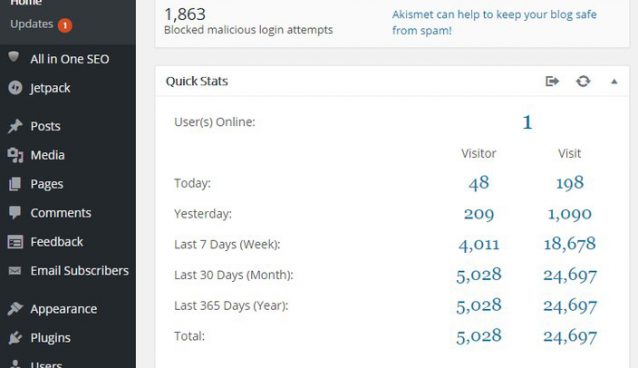 Home
Updates 1
All in One SEO
Jetpack
Posts
Media
Pages
Comments
Feedback
Email Subscribers
Appearance
Plugins
Users
1,863
Blocked malicious login attempts
Akismet can help to keep your blog safe
from spam!
Quick Stats
User(s) Online: 1
Visitor Visit
Today: 48 198
Yesterday: 209 1,090
Last 7 Days (Week): 4,011 18,678
Last 30 Days (Month): 5,028 24,697
Last 365 Days (Year): 5,028 24,697
Total: 5,028 24,697